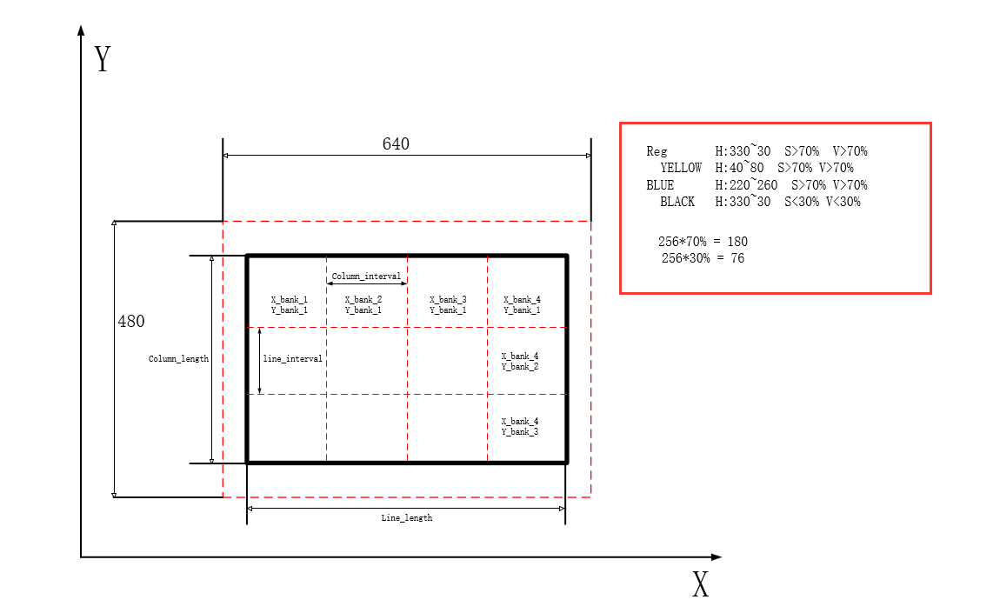 Y
640
Reg H:330~30 S>70% V>70%
YELLOW H:40~80 S>70% V>70%
BLUE H:220~260 S>70% V>70%
BLACK H:330~30 S<30% V<30%
256*70% = 180
256*30% = 76
Column_interval
X_bank_1 X_bank_2 X_bank_3 X_bank_4
Y_bank_1 Y_bank_1 Y_bank_1 Y_bank_1
480
Column_length line_interval X_bank_4
Y_bank_2
X_bank_4
Y_bank_3
Line_length
X